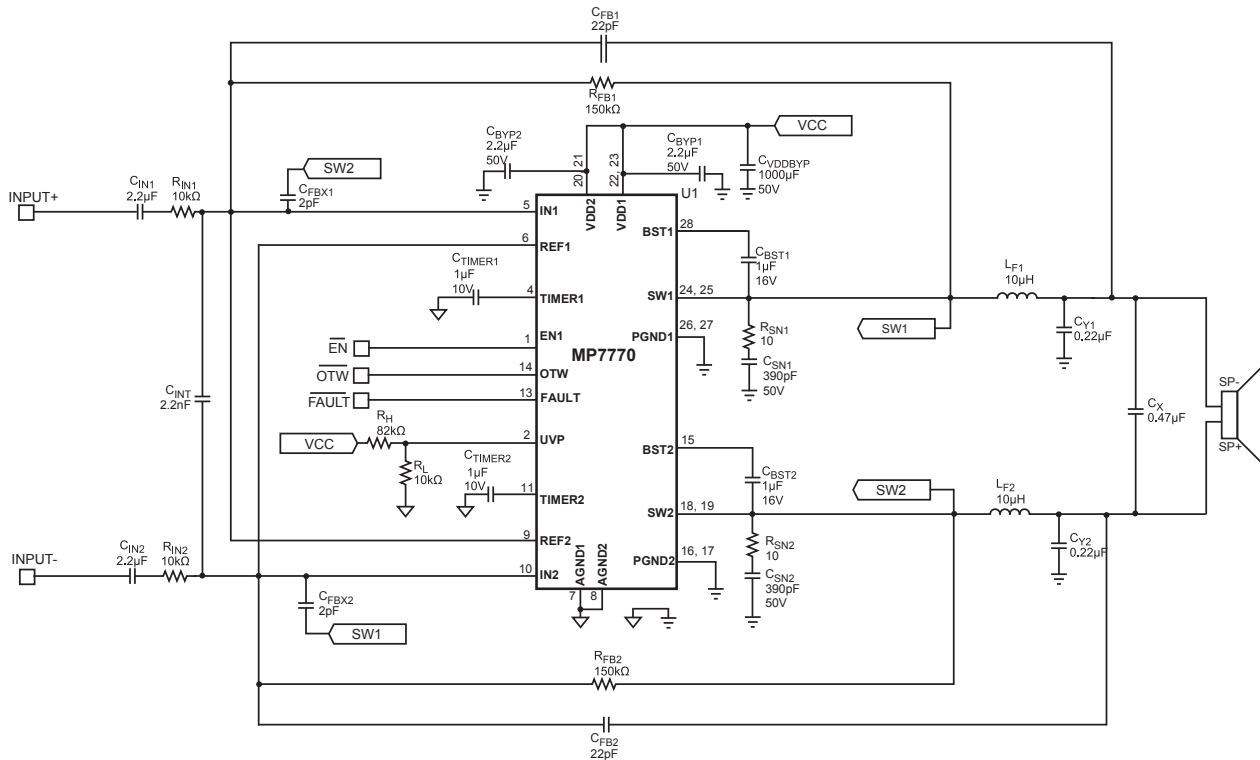 CFB1
22pF
RFB1
150kΩ
CBYP2
2.2µF
50V
CBYP1
2.2µF
50V
VCC
CVDDBYP
1000µF
50V
SW2
CFBX1
2pF
INPUT+
CIN1
2.2µF
RIN1
10kΩ
20, 21
22, 23
U1
5
IN1
VDD2
VDD1
6
REF1
BST1
28
CBST1
1µF
16V
CTIMER1
1µF
10V
4
TIMER1
SW1
24, 25
LF1
10µH
EN1
1
EN
PGND1
26, 27
RSN1
10
CSN1
390pF
50V
SW1
CY1
0.22µF
MP7770
OTW
14
OTW
FAULT
13
FAULT
CINT
2.2nF
RH
82kΩ
VCC
2
UVP
RL
10kΩ
CX
0.47µF
SP-
SP+
BST2
15
CBST2
1µF
16V
CTIMER2
1µF
10V
11
TIMER2
SW2
LF2
10µH
SW2
18, 19
9
REF2
RSN2
10
CSN2
390pF
50V
CY2
0.22µF
INPUT-
CIN2
2.2µF
RIN2
10kΩ
10
IN2
AGND1
AGND2
PGND2
16, 17
7
8
CFBX2
2pF
SW1
RFB2
150kΩ
CFB2
22pF